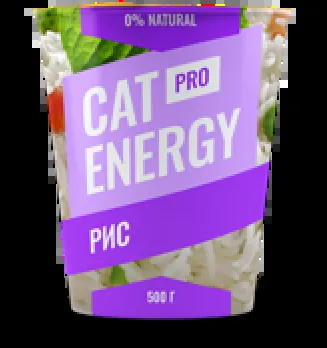 0% NATURAL
CAT PRO
ENERGY
РИС
500 Г